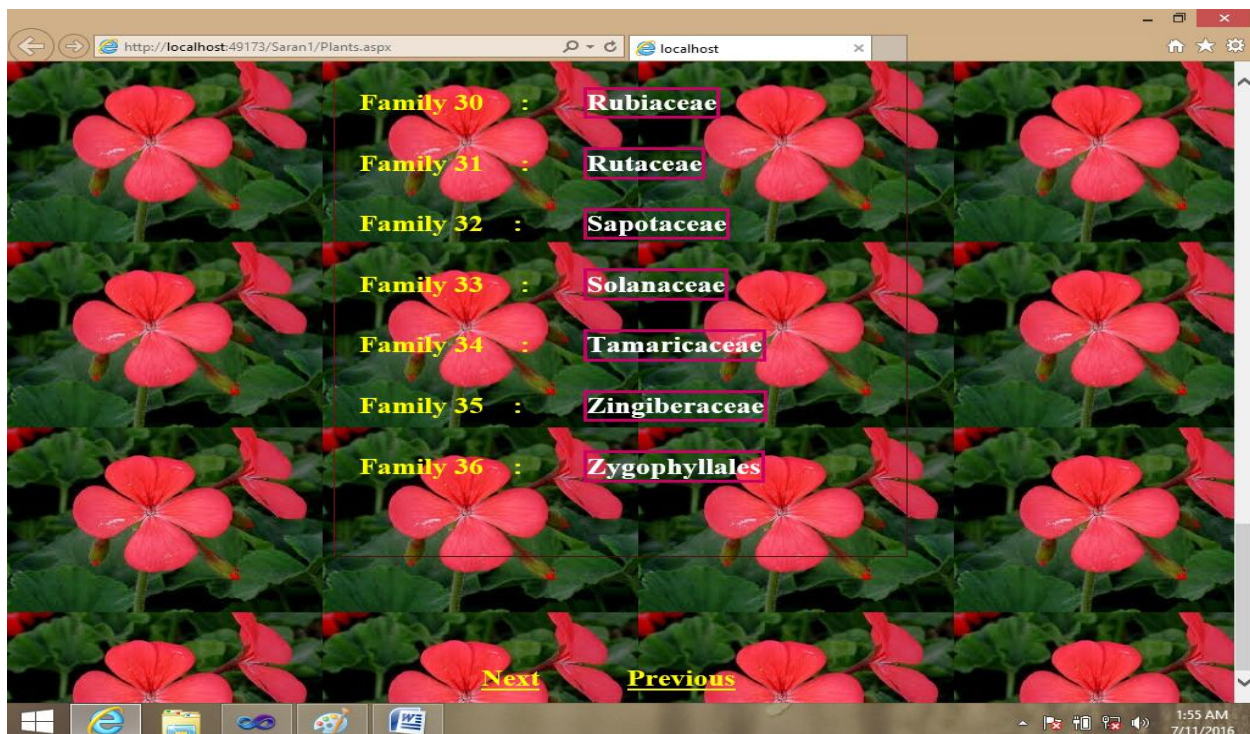 http://localhost:49173/Saran1/Plants.aspx
localhost
Family 30 : Rubiaceae
Family 31 : Rutaceae
Family 32 : Sapotaceae
Family 33 : Solanaceae
Family 34 : Tamaricaceae
Family 35 : Zingiberaceae
Family 36 : Zygophyllales
Next Previous
1:55 AM
7/11/2016